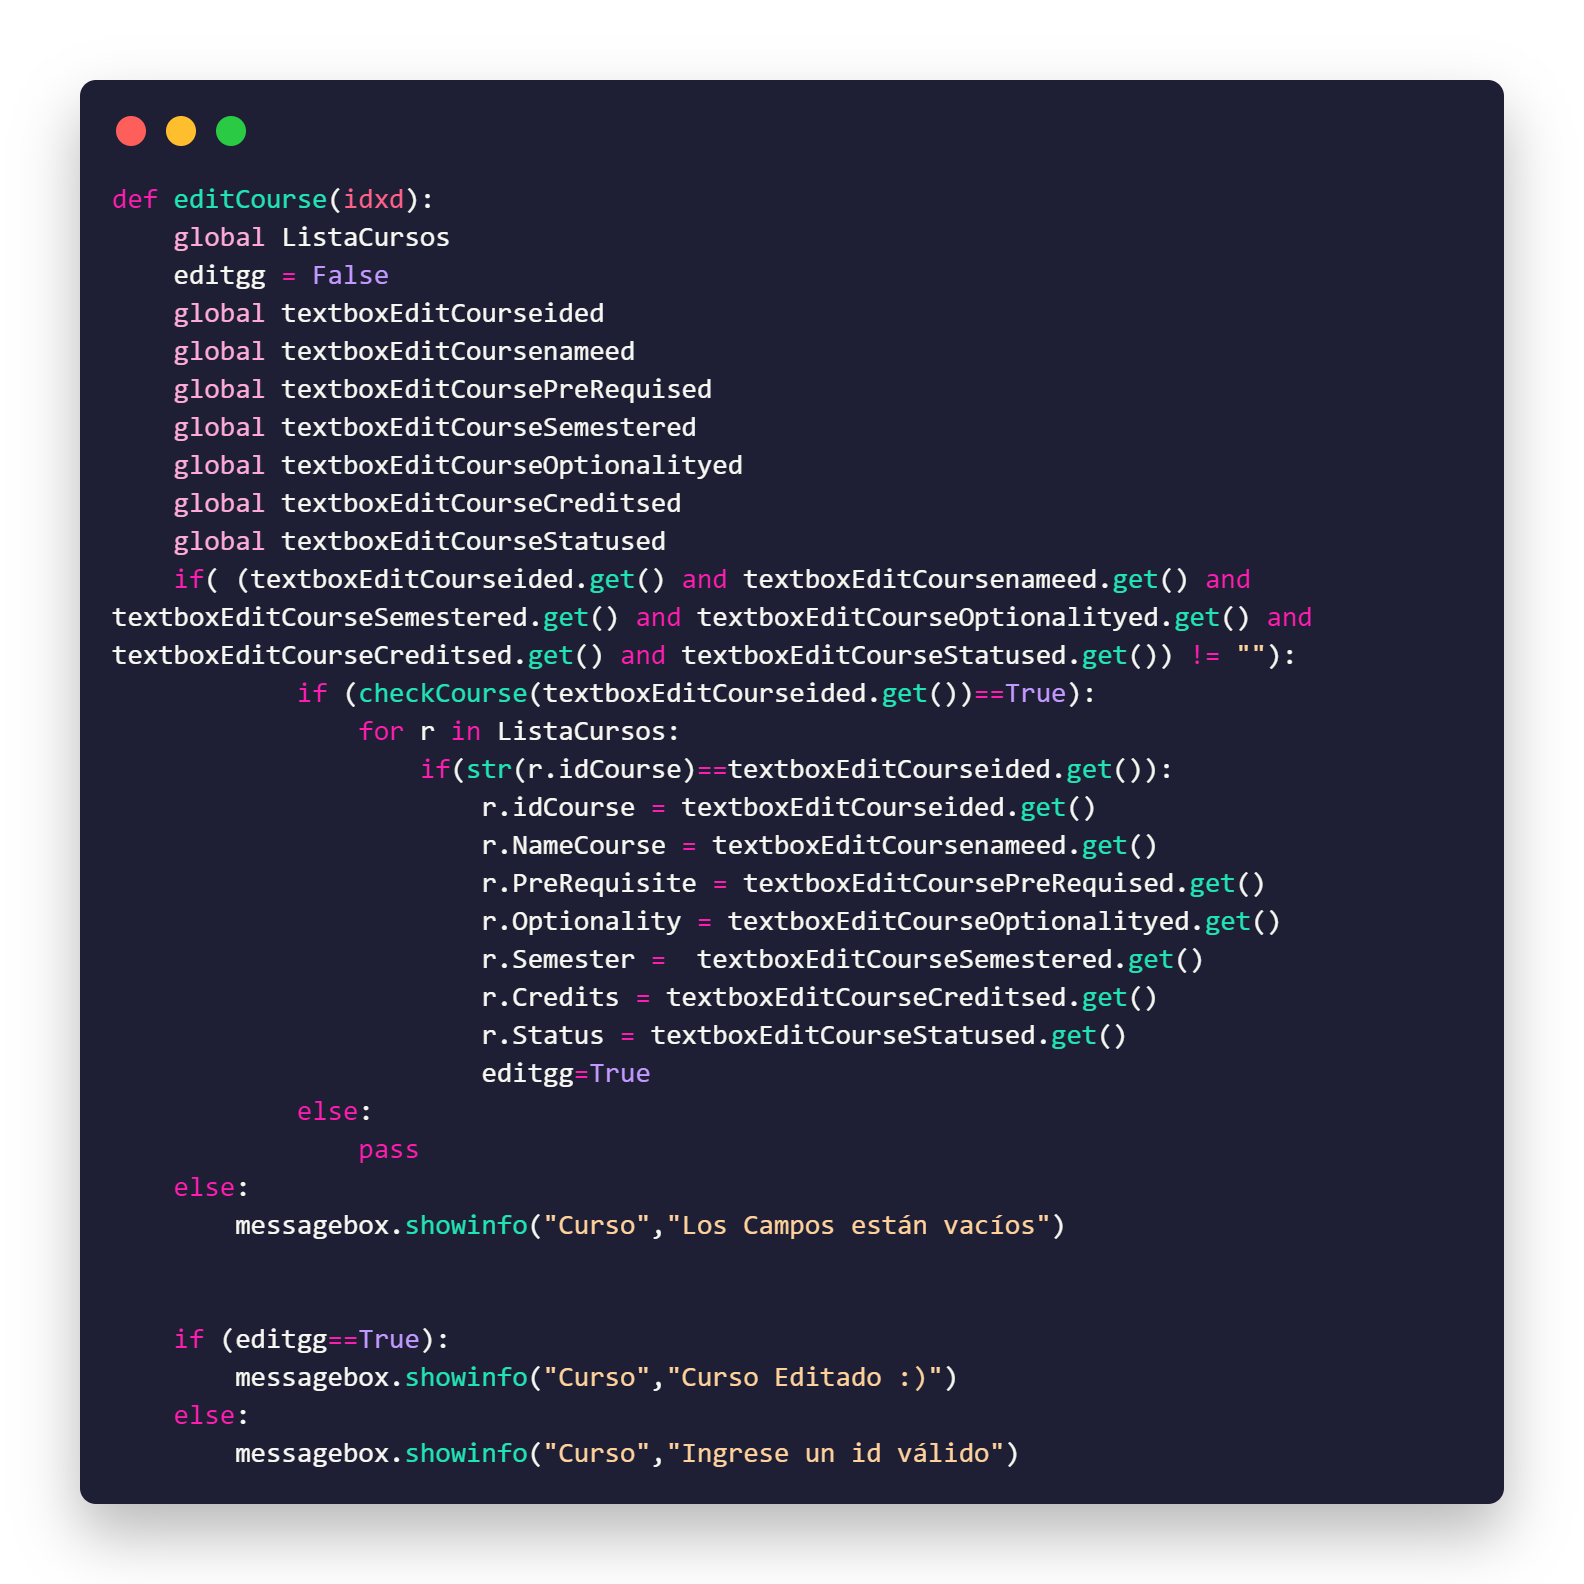 def editCourse(idxd):
    global ListaCursos
    editgg = False
    global textboxEditCourseided
    global textboxEditCoursenameed
    global textboxEditCoursePreRequised
    global textboxEditCourseSemestered
    global textboxEditCourseOptionalityed
    global textboxEditCourseCreditsed
    global textboxEditCourseStatused
    if( (textboxEditCourseided.get() and textboxEditCoursenameed.get() and
textboxEditCourseSemestered.get() and textboxEditCourseOptionalityed.get() and
textboxEditCourseCreditsed.get() and textboxEditCourseStatused.get()) != ""):
            if (checkCourse(textboxEditCourseided.get())==True):
                for r in ListaCursos:
                    if(str(r.idCourse)==textboxEditCourseided.get()):
                        r.idCourse = textboxEditCourseided.get()
                        r.NameCourse = textboxEditCoursenameed.get()
                        r.PreRequisite = textboxEditCoursePreRequised.get()
                        r.Optionality = textboxEditCourseOptionalityed.get()
                        r.Semester =  textboxEditCourseSemestered.get()
                        r.Credits = textboxEditCourseCreditsed.get()
                        r.Status = textboxEditCourseStatused.get()
                        editgg=True
            else:
                pass
    else:
        messagebox.showinfo("Curso","Los Campos están vacíos")


    if (editgg==True):
        messagebox.showinfo("Curso","Curso Editado :)")
    else:
        messagebox.showinfo("Curso","Ingrese un id válido")